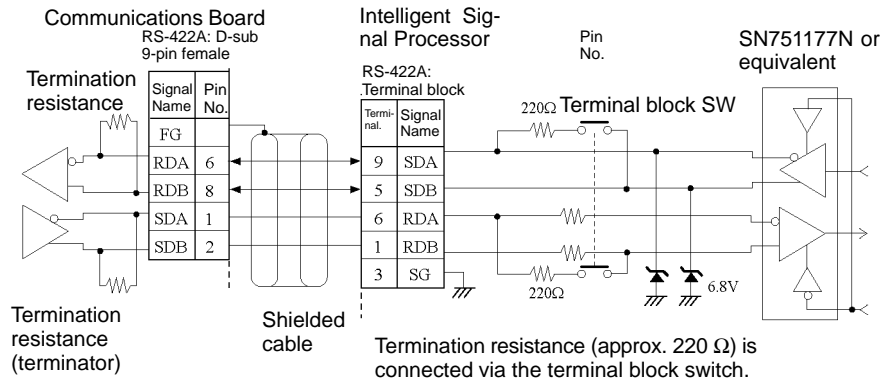 Communications Board
RS-422A: D-sub
9-pin female
Intelligent Sig-
nal Processor
RS-422A:
Terminal block
Pin
No.
SN751177N or
equivalent
Termination
resistance
Signal
Name
Pin
No.
FG
RDA 6
RDB 8
SDA 1
SDB 2
Termi-
nal.
Signal
Name
9 SDA
5 SDB
6 RDA
1 RDB
3 SG
220Ω
Terminal block SW
220Ω
6.8V
Termination
resistance
(terminator)
Shielded
cable
Termination resistance (approx. 220 Ω) is
connected via the terminal block switch.